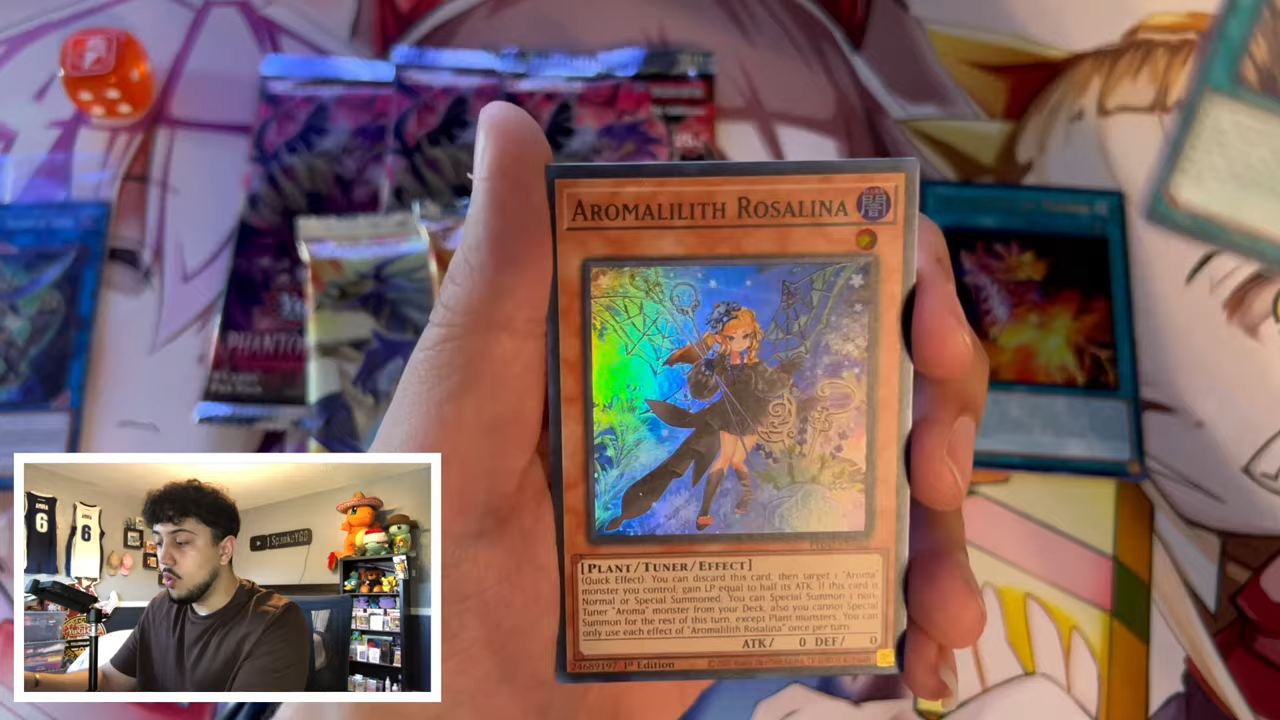 AROMALILITH ROSALINA
[PLANT/TUNER/EFFECT]
(Quick Effect): You can discard this card, then target 1 "Aroma"
monster you control; gain LP equal to half its ATK. If this card is
Normal or Special Summoned: You can Special Summon 1 non-
Tuner "Aroma" monster from your Deck, also you cannot Special
Summon for the rest of this turn, except Plant monsters. You can
only use each effect of "Aromalilith Rosalina" once per turn.
ATK/ 0 DEF/ 0
24689197 1st Edition
PHANTO
6
6